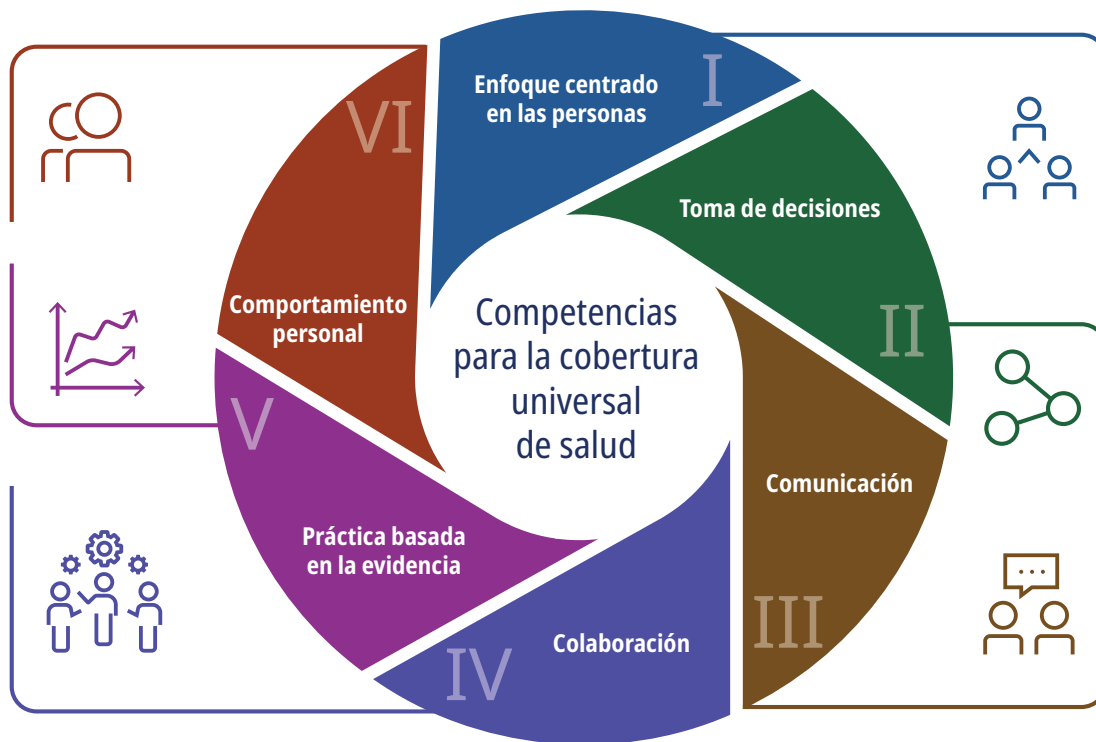 I
Enfoque centrado
en las personas
II
Toma de decisiones
III
Comunicación
IV
Colaboración
V
Práctica basada
en la evidencia
VI
Comportamiento
personal
Competencias
para la cobertura
universal
de salud